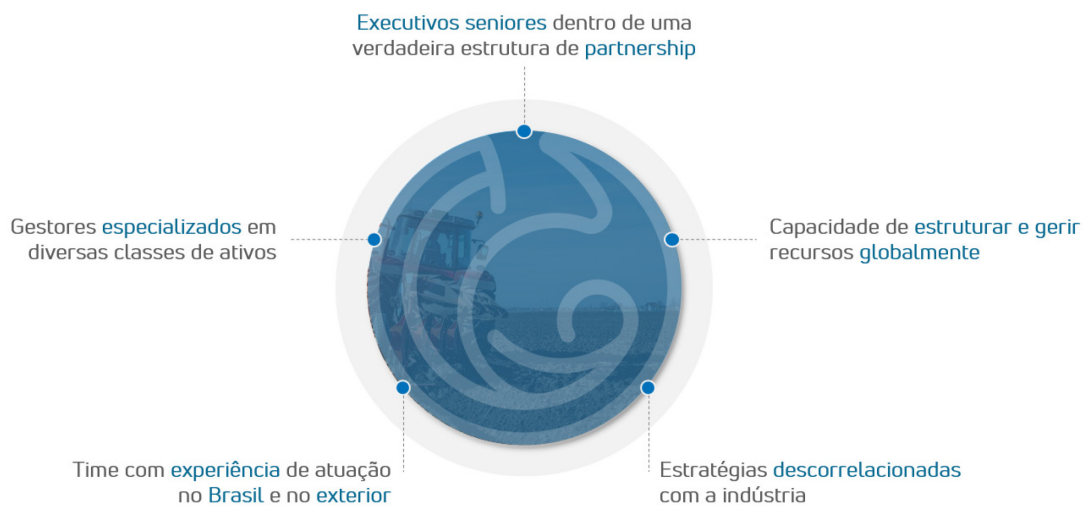 Executivos seniores dentro de uma
verdadeira estrutura de partnership
Gestores especializados em
diversas classes de ativos
Capacidade de estruturar e gerir
recursos globalmente
Time com experiência de atuação
no Brasil e no exterior
Estratégias descorrelacionadas
com a indústria